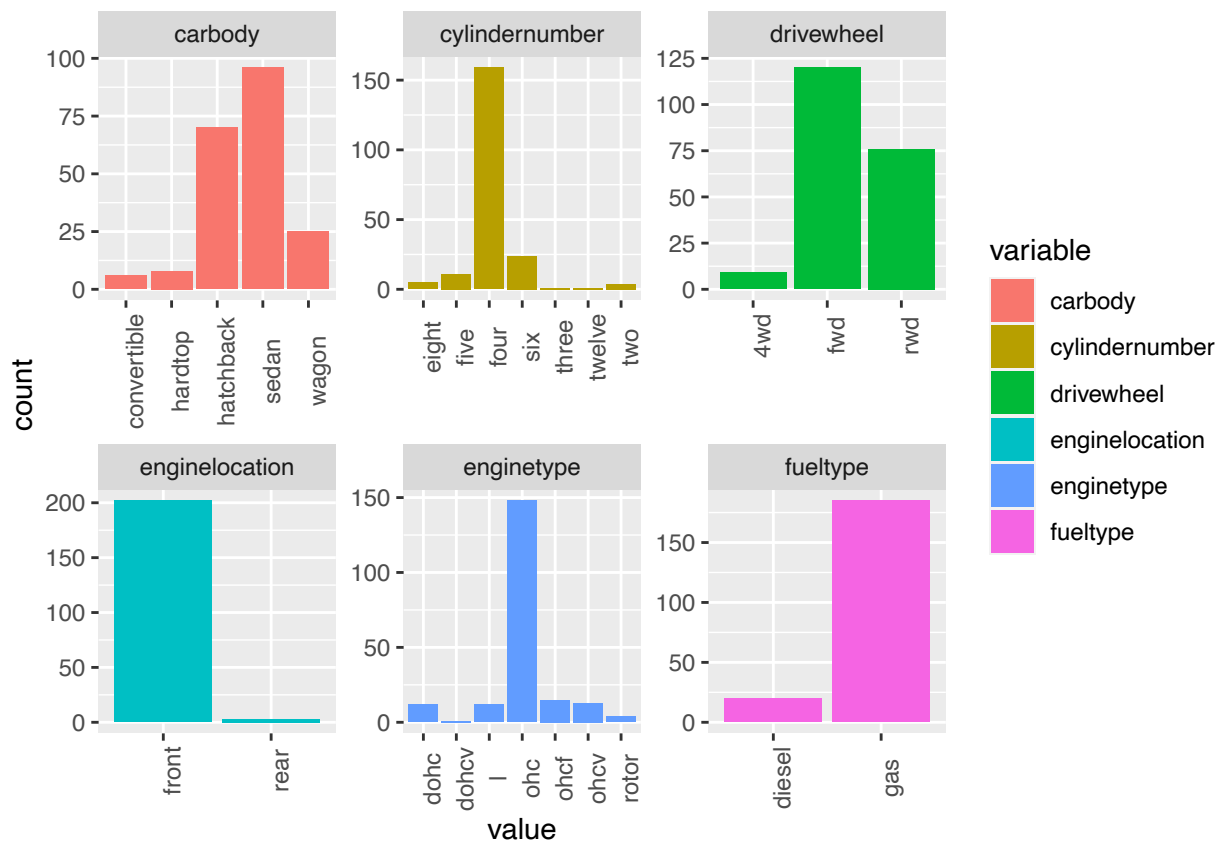 carbody
cylindernumber
drivewheel
100
75
50
25
0
150
100
50
0
125
100
75
50
25
0
convertible
hardtop
hatchback
sedan
wagon
eight
five
four
six
three
twelve
two
4wd
fwd
rwd
count
enginelocation
enginetype
fueltype
200
150
100
50
0
150
100
50
0
150
100
50
0
front
rear
dohc
dohcv
l
ohc
ohcf
ohcv
rotor
diesel
gas
value
variable
carbody
cylindernumber
drivewheel
enginelocation
enginetype
fueltype